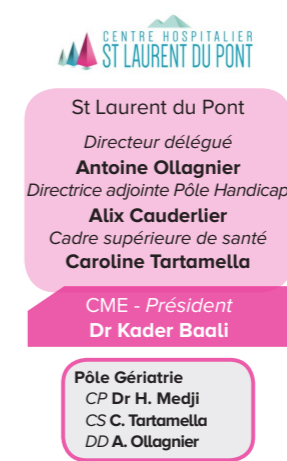 CENTRE HOSPITALIER
ST LAURENT DU PONT
St Laurent du Pont
Directeur délégué
Antoine Ollagnier
Directrice adjointe Pôle Handicap
Alix Cauderlier
Cadre supérieure de santé
Caroline Tartamella
CME - Président
Dr Kader Baali
Pôle Gériatrie
CP Dr H. Medji
CS C. Tartamella
DD A. Ollagnier